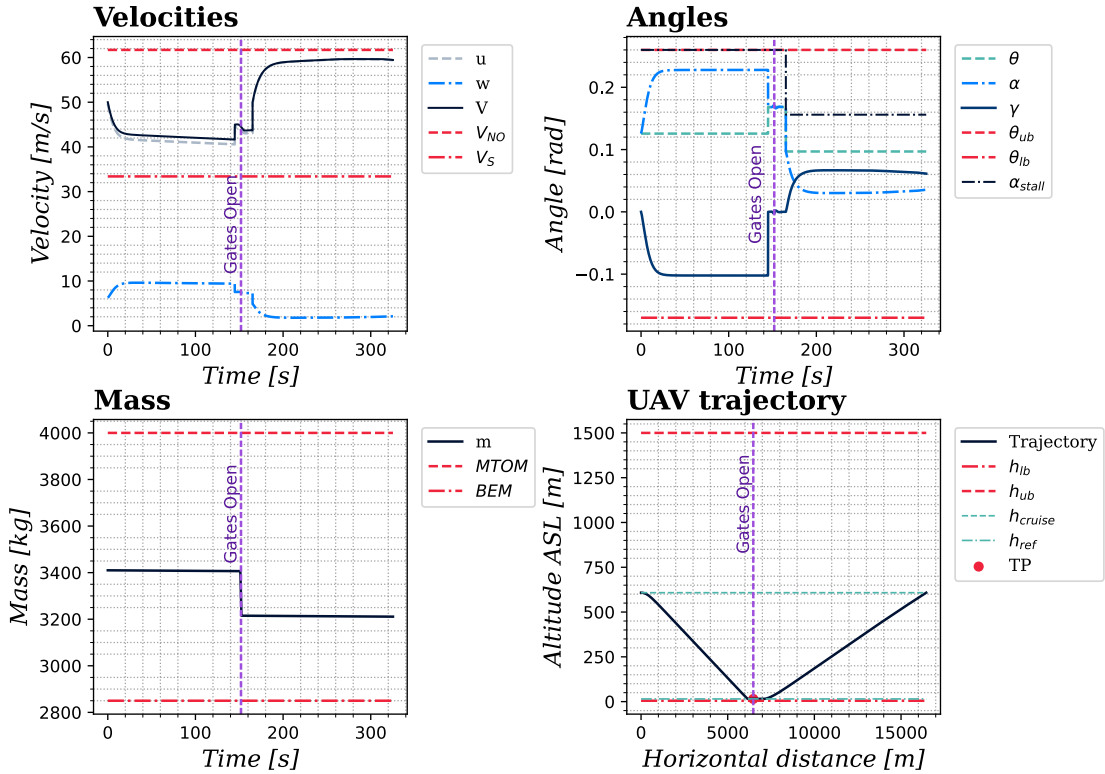 Velocities
Velocity [m/s]
60
50
40
30
20
10
0
Gates Open
0
100
200
300
Time [s]
u
w
V
V_NO
V_S
Angles
Angle [rad]
0.2
0.1
0.0
−0.1
Gates Open
0
100
200
300
Time [s]
θ
α
γ
θ_ub
θ_lb
α_stall
Mass
Mass [kg]
4000
3800
3600
3400
3200
3000
2800
Gates Open
0
100
200
300
Time [s]
m
MTOM
BEM
UAV trajectory
Altitude ASL [m]
1500
1250
1000
750
500
250
0
Gates Open
0
5000
10000
15000
Horizontal distance [m]
Trajectory
h_lb
h_ub
h_cruise
h_ref
TP